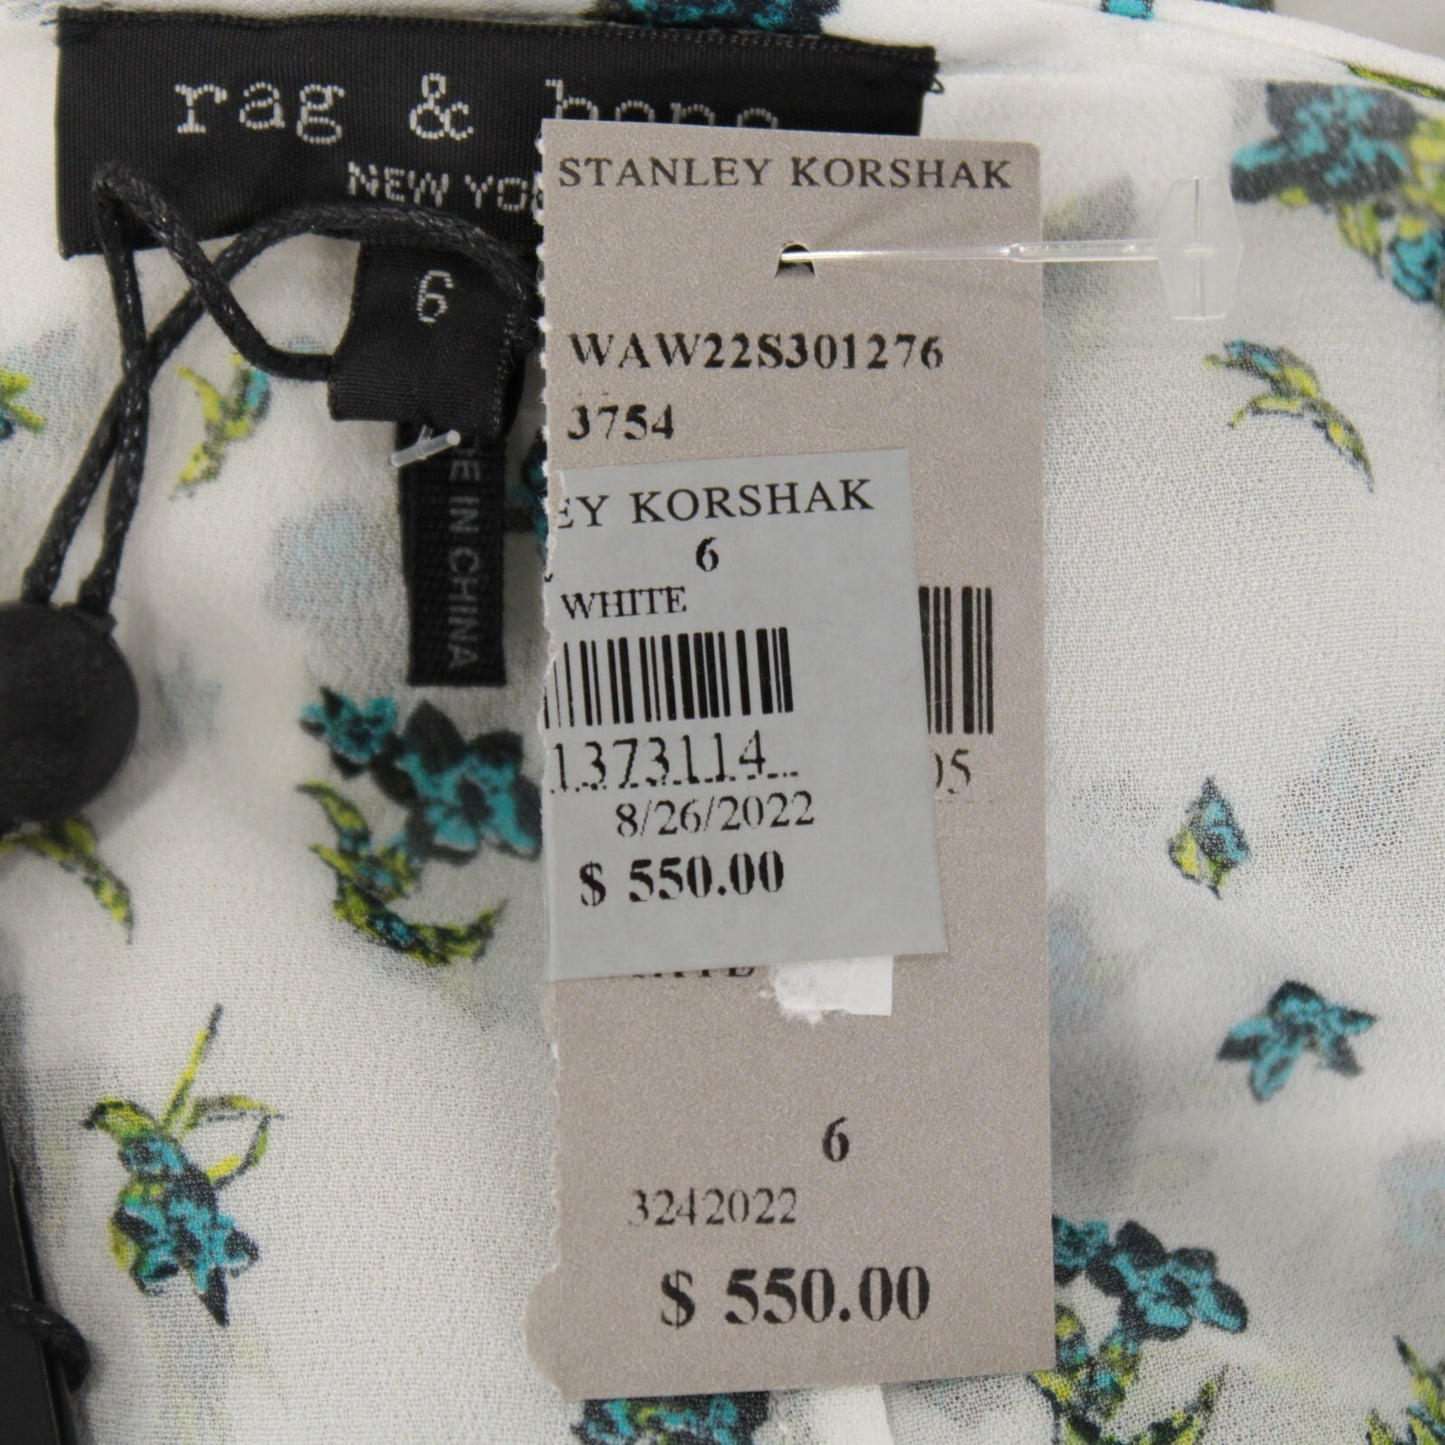 rag & bone
NEW YO
6
DE IN CHINA
STANLEY KORSHAK
WAW22S301276
3754
EY KORSHAK
6
WHITE
1373114
05
8/26/2022
$ 550.00
6
3242022
$ 550.00